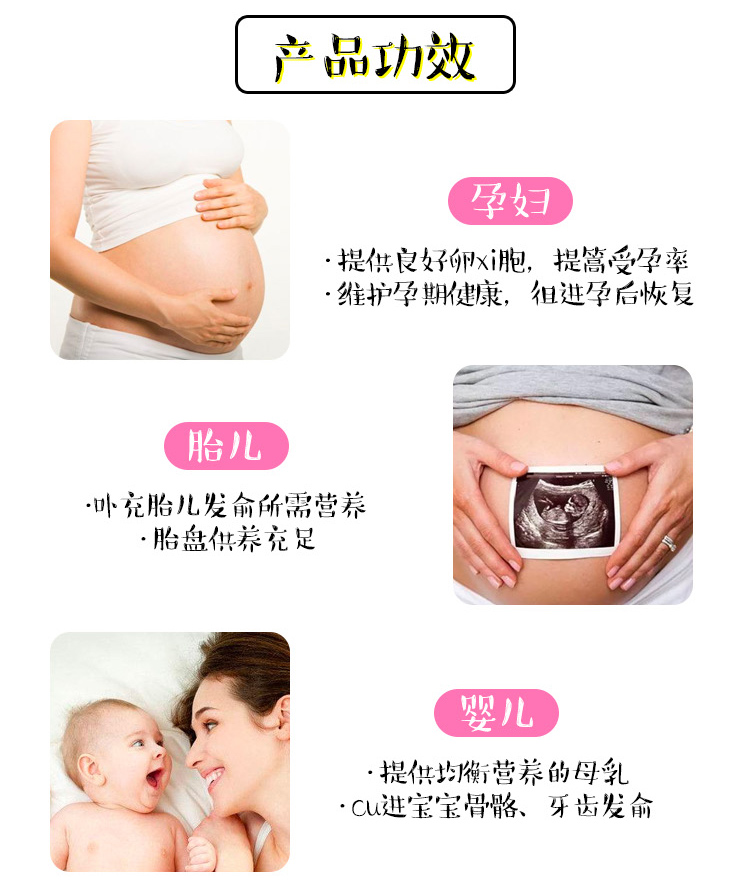 产品功效
孕妇
·提供良好卵xi胞，提篙受孕率
·维护孕期健康，徂进孕后恢复
胎儿
·卟充胎儿发俞所需营养
·胎盘供养充足
婴儿
·提供均衡营养的母乳
·cu进宝宝骨骼、牙齿发俞